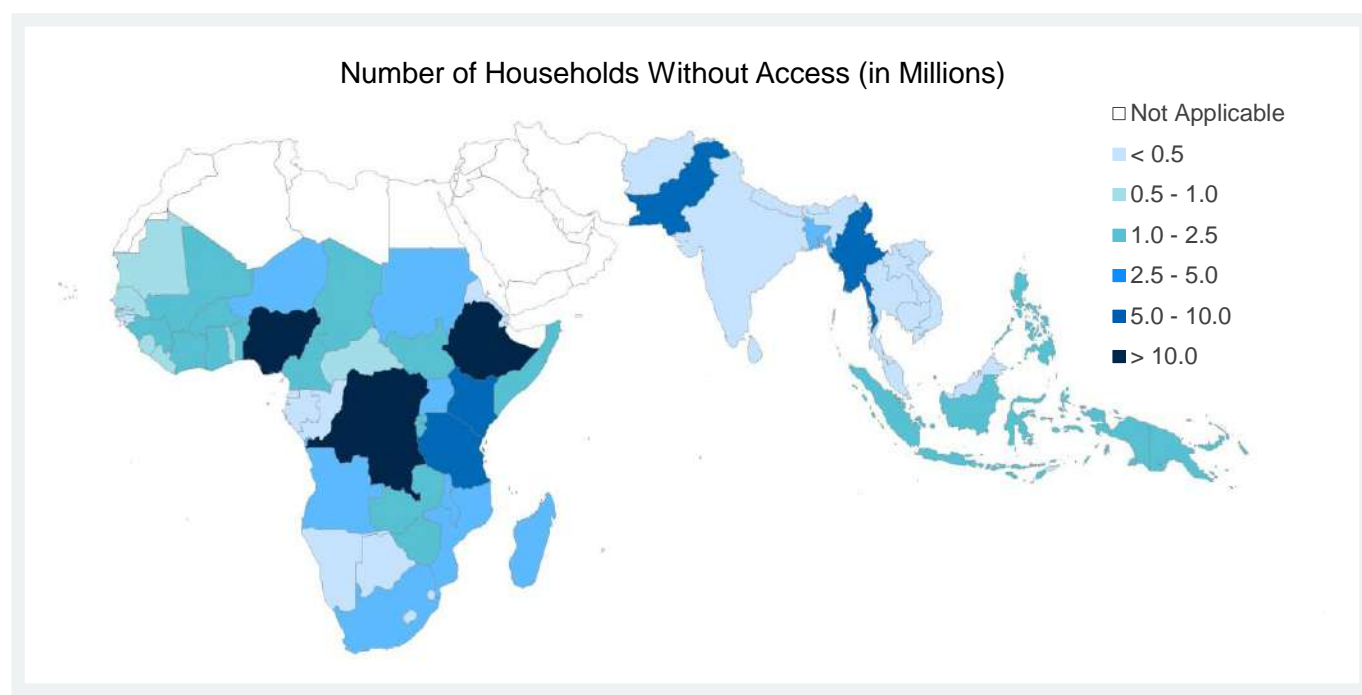 Number of Households Without Access (in Millions)
Not Applicable
< 0.5
0.5 - 1.0
1.0 - 2.5
2.5 - 5.0
5.0 - 10.0
> 10.0